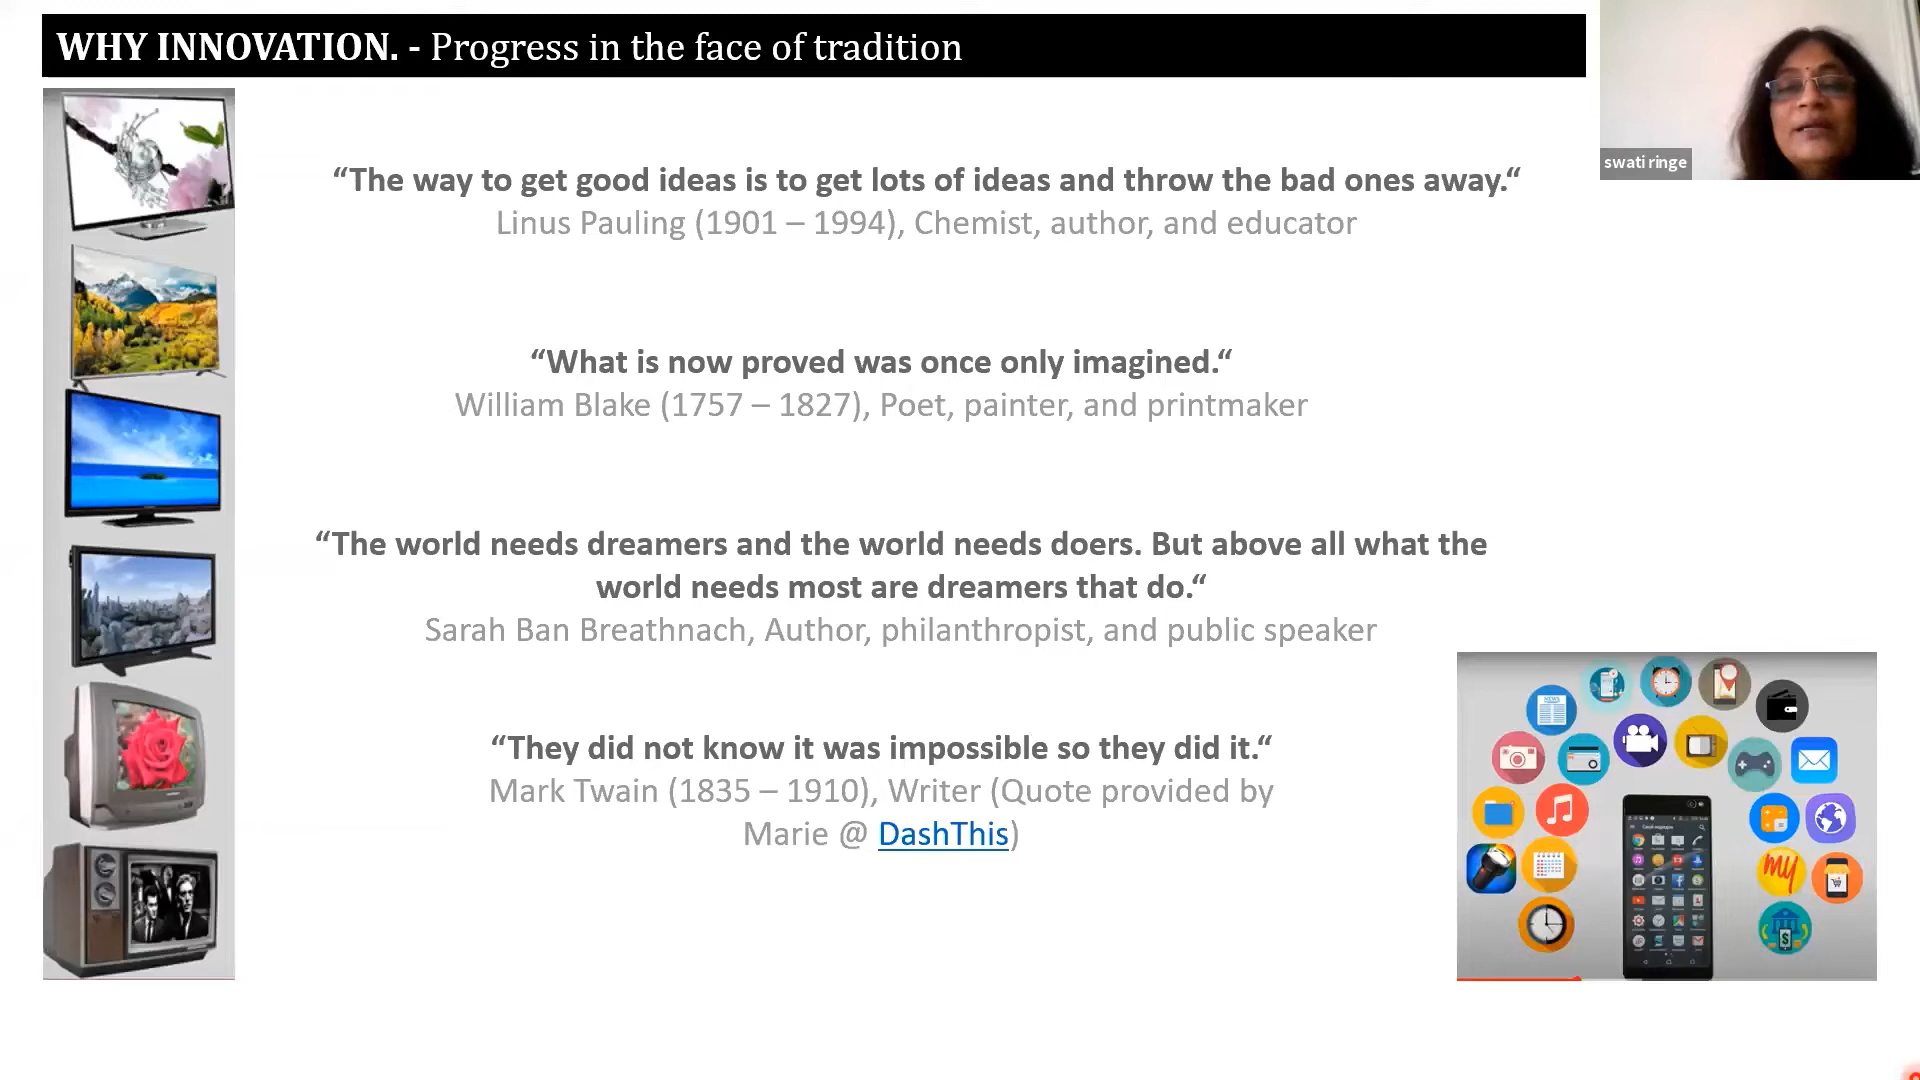 WHY INNOVATION. - Progress in the face of tradition
swati ringe
“The way to get good ideas is to get lots of ideas and throw the bad ones away.“
Linus Pauling (1901 – 1994), Chemist, author, and educator
“What is now proved was once only imagined.“
William Blake (1757 – 1827), Poet, painter, and printmaker
“The world needs dreamers and the world needs doers. But above all what the
world needs most are dreamers that do.“
Sarah Ban Breathnach, Author, philanthropist, and public speaker
“They did not know it was impossible so they did it.“
Mark Twain (1835 – 1910), Writer (Quote provided by
Marie @ DashThis)
NEWS
my